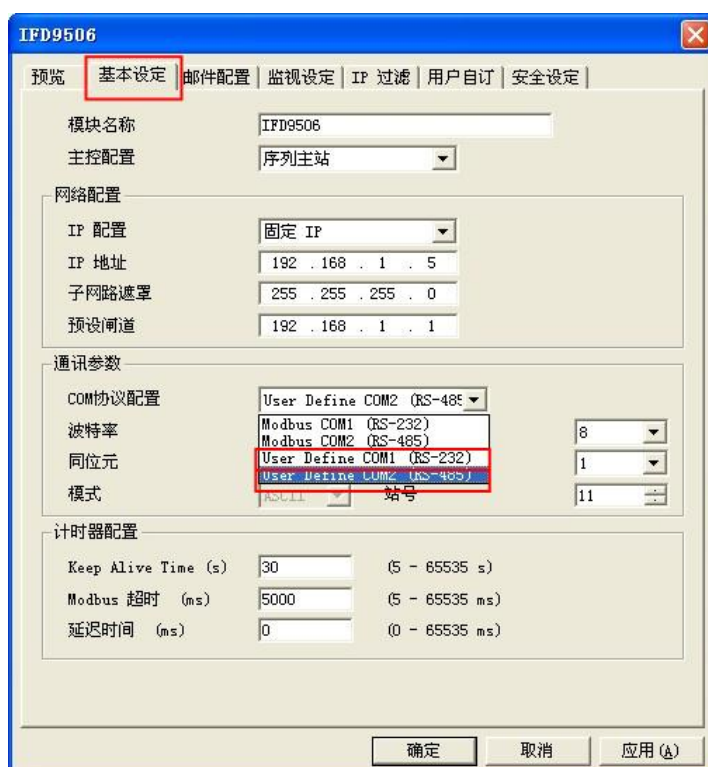 IFD9506
预览 基本设定 邮件配置 监视设定 IP 过滤 用户自订 安全设定
模块名称 IFD9506
主控配置 序列主站
网络配置
IP 配置 固定 IP
IP 地址 192 . 168 . 1 . 5
子网路遮罩 255 . 255 . 255 . 0
预设闸道 192 . 168 . 1 . 1
通讯参数
COM协议配置 User Define COM2 (RS-485
Modbus COM1 (RS-232)
波特率 Modbus COM2 (RS-485) 8
同位元 User Define COM1 (RS-232) 1
User Define COM2 (RS-485)
模式 ASCII 站号 11
计时器配置
Keep Alive Time (s) 30 (5 - 65535 s)
Modbus 超时 (ms) 5000 (5 - 65535 ms)
延迟时间 (ms) 0 (0 - 65535 ms)
确定 取消 应用(A)